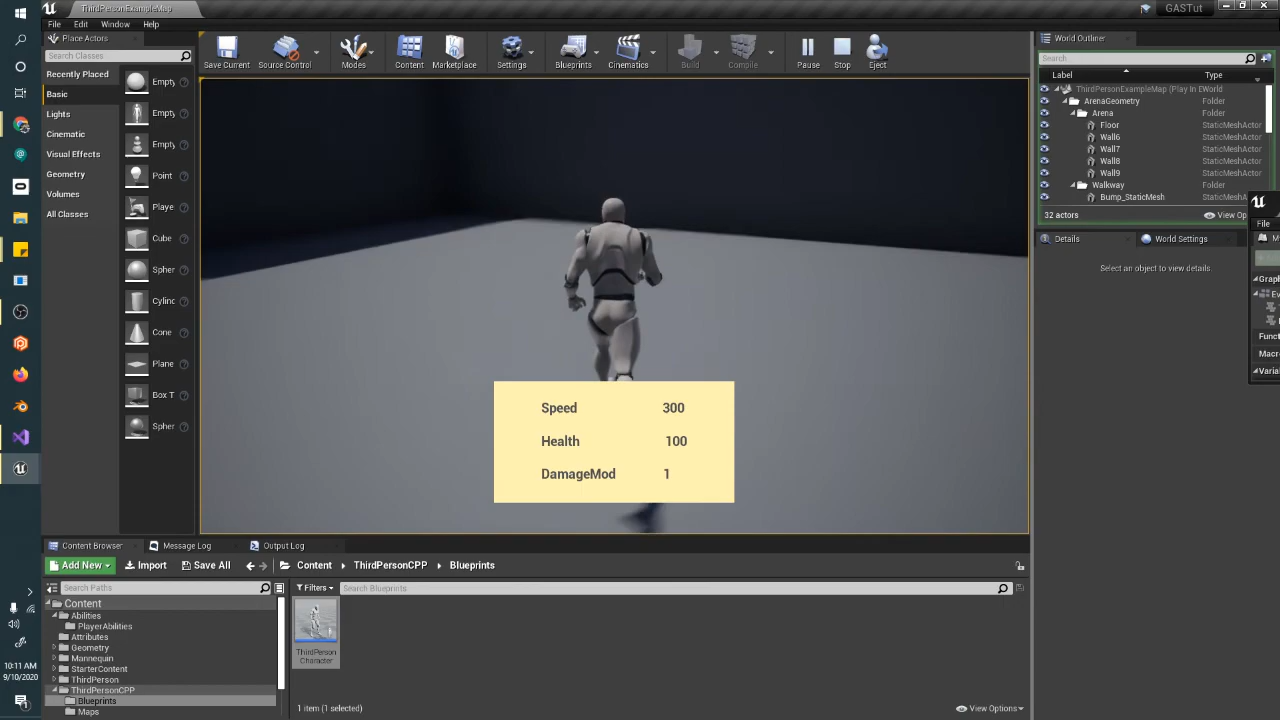 ThirdPersonExampleMap
GASTut
File Edit Window Help
Place Actors
Search Classes
Recently Placed
Basic
Lights
Cinematic
Visual Effects
Geometry
Volumes
All Classes
Empty
Empty
Empty
Point
Playe
Cube
Spher
Cylinc
Cone
Plane
Box T
Spher
Save Current
Source Control
Modes
Content
Marketplace
Settings
Blueprints
Cinematics
Build
Compile
Pause
Stop
Eject
Speed 300
Health 100
DamageMod 1
World Outliner
Search
Label Type
ThirdPersonExampleMap (Play In E World
ArenaGeometry Folder
Arena Folder
Floor StaticMeshActor
Wall6 StaticMeshActor
Wall7 StaticMeshActor
Wall8 StaticMeshActor
Wall9 StaticMeshActor
Walkway Folder
Bump_StaticMesh StaticMeshActor
32 actors View Op
Details World Settings
Select an object to view details.
File
M
Graph
Ev
Funct
Macro
Varial
Content Browser Message Log Output Log
Add New Import Save All Content ThirdPersonCPP Blueprints
Search Paths
Filters Search Blueprints
Content
Abilities
PlayerAbilities
Attributes
Geometry
Mannequin
StarterContent
ThirdPerson
ThirdPersonCPP
Blueprints
Maps
ThirdPerson
Character
1 item (1 selected) View Options
10:11 AM
9/10/2020